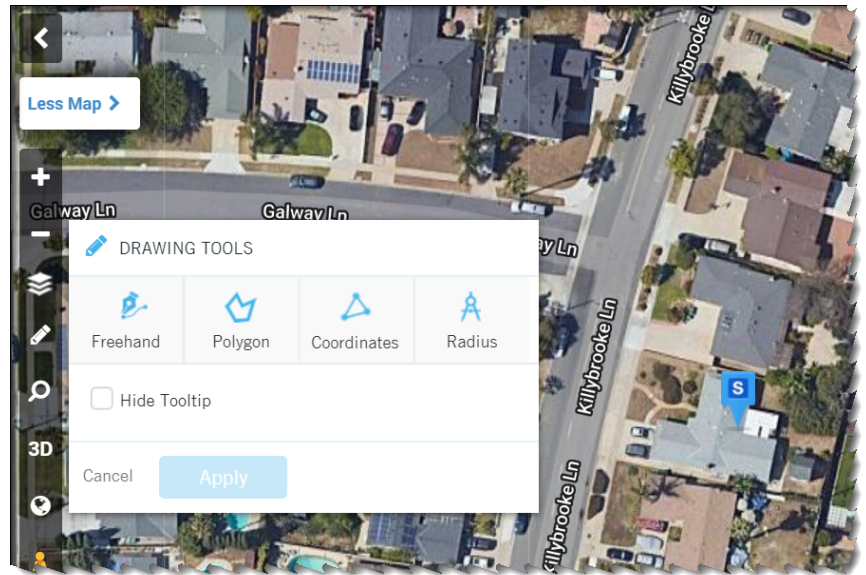 Less Map
Killybrooke L
Galway Ln
Galway Ln
DRAWING TOOLS
ay Ln
Freehand
Polygon
Coordinates
Radius
Killybrooke Ln
S
Hide Tooltip
3D
Cancel
Apply
Killybrooke Ln